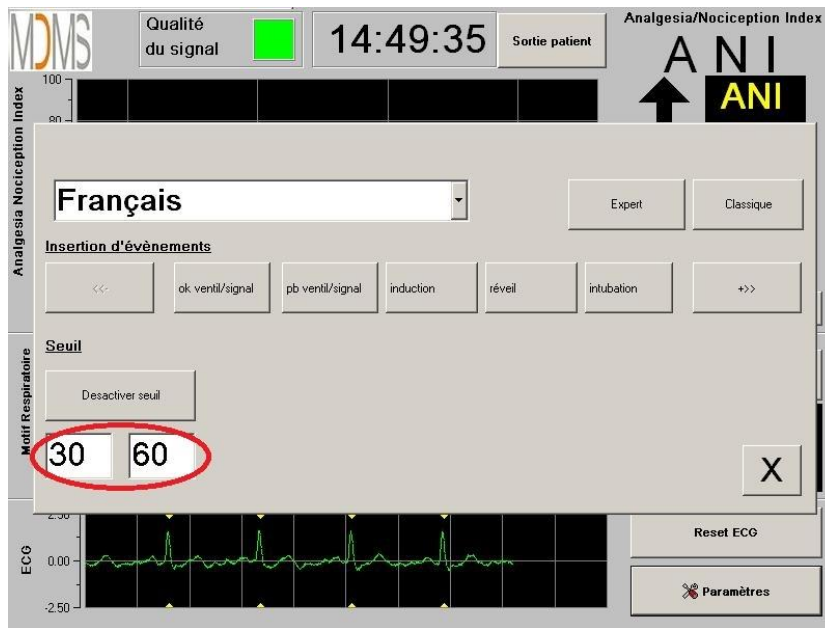 MDMS
Qualité
du signal
14:49:35
Sortie patient
Analgesia/Nociception Index
A N I
ANI
Analgesia Nociception Index
100
80
Français
Expert
Classique
Insertion d'évènements
<<-
ok ventil/signal
pb ventil/signal
induction
réveil
intubation
+>>
Seuil
Desactiver seuil
30
60
X
Motif Respiratoire
ECG
2.50
0.00
-2.50
Reset ECG
Paramètres